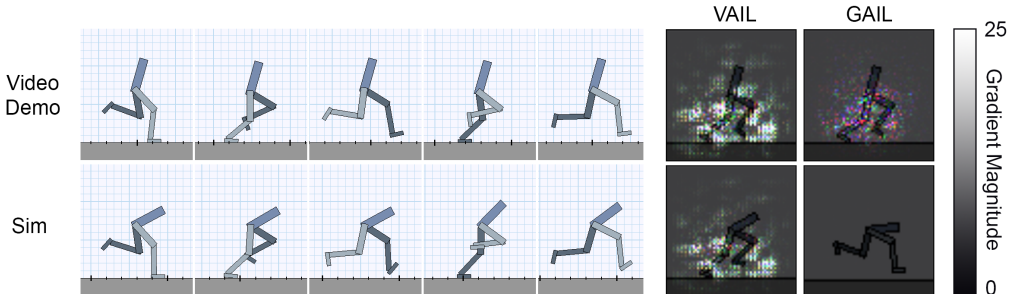 VAIL
GAIL
25
Video
Demo
Gradient Magnitude
Sim
0